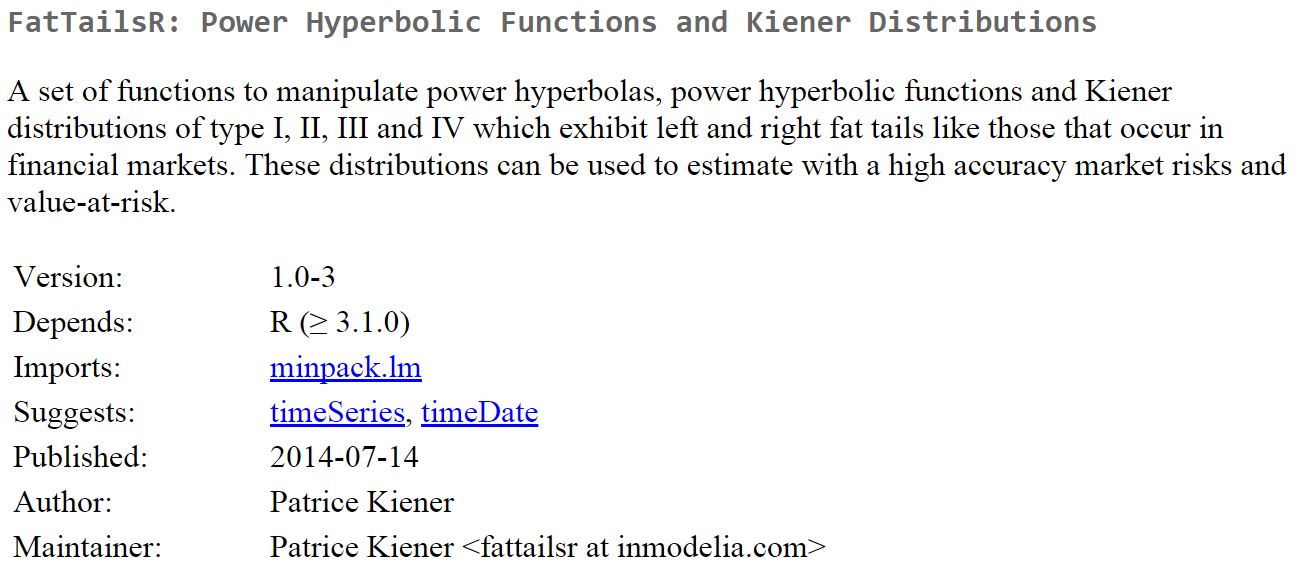 FatTailsR: Power Hyperbolic Functions and Kiener Distributions
A set of functions to manipulate power hyperbolas, power hyperbolic functions and Kiener
distributions of type I, II, III and IV which exhibit left and right fat tails like those that occur in
financial markets. These distributions can be used to estimate with a high accuracy market risks and
value-at-risk.
Version: 1.0-3
Depends: R (≥ 3.1.0)
Imports: minpack.lm
Suggests: timeSeries, timeDate
Published: 2014-07-14
Author: Patrice Kiener
Maintainer: Patrice Kiener <fattailsr at inmodelia.com>